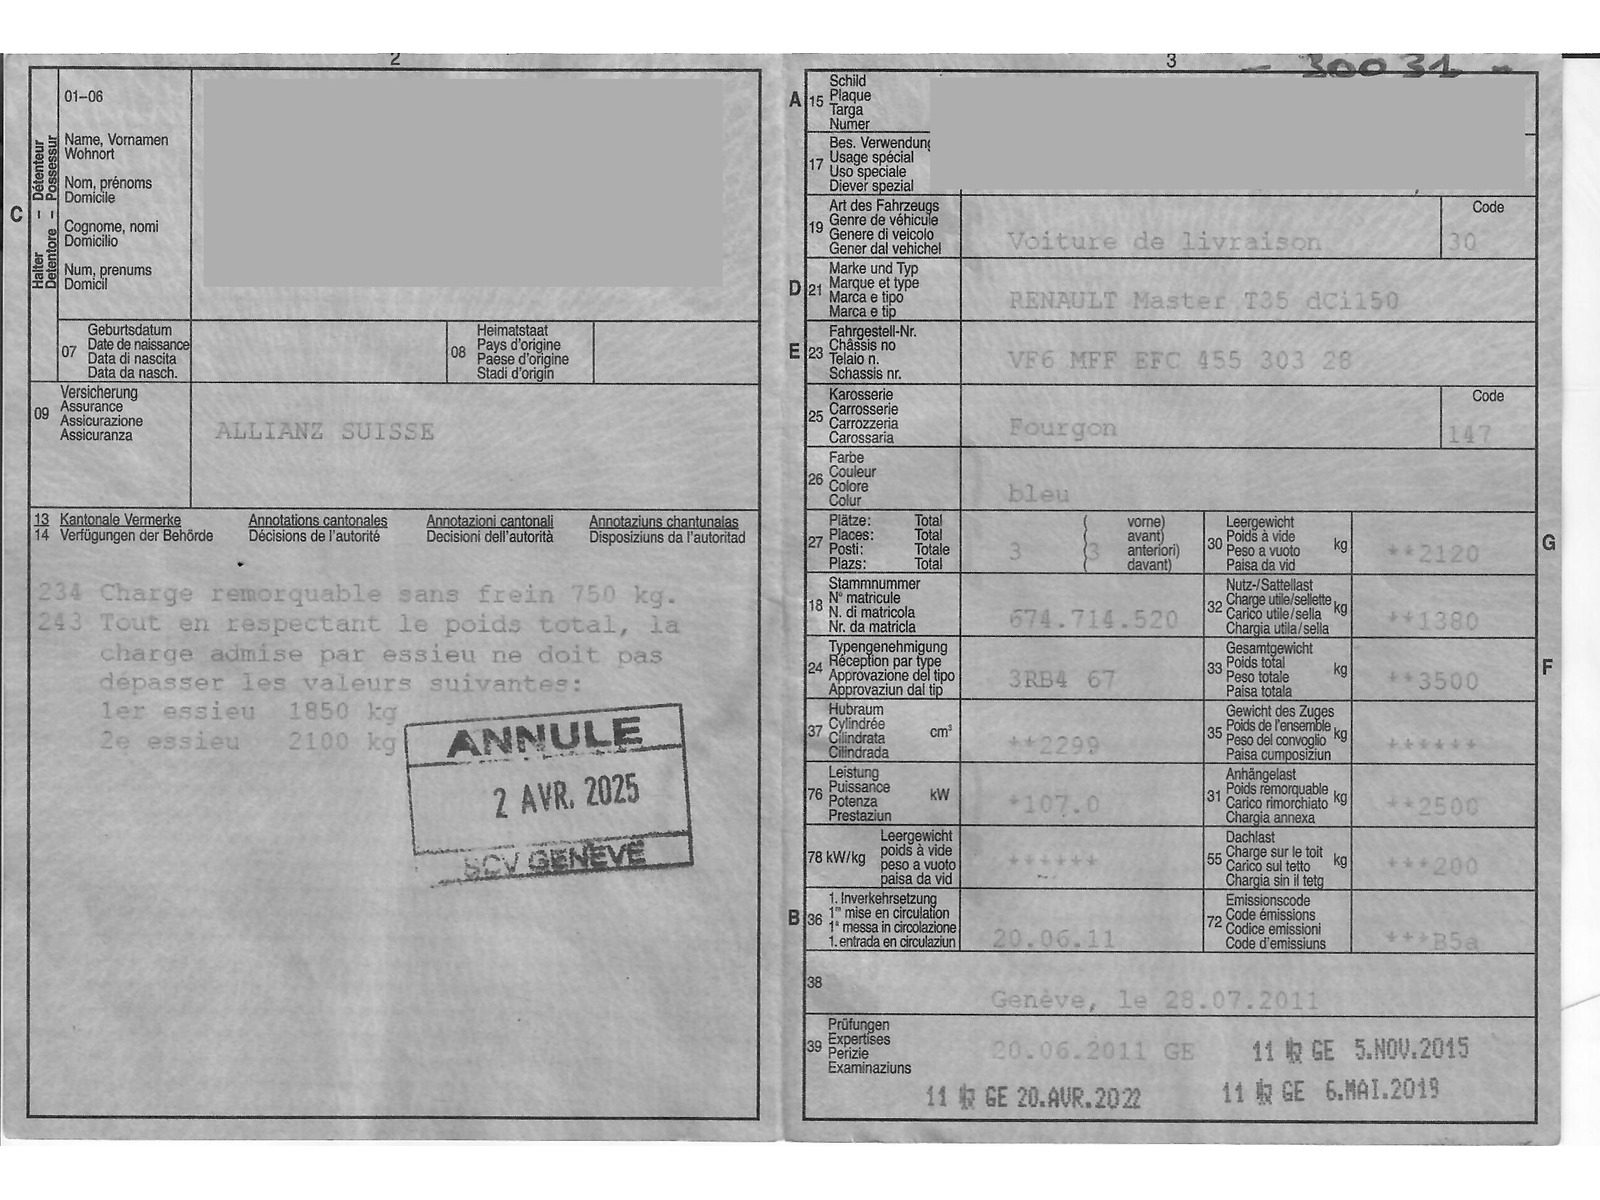 2
01–06
Name, Vornamen
Wohnort
Nom, prénoms
Domicile
Cognome, nomi
Domicilio
Num, prenums
Domicil
C
Halter – Détenteur
Detentore – Possessur
07
Geburtsdatum
Date de naissance
Data di nascita
Data da nasch.
08
Heimatstaat
Pays d'origine
Paese d'origine
Stadi d'origin
09
Versicherung
Assurance
Assicurazione
Assicuranza
ALLIANZ SUISSE
13 Kantonale Vermerke Annotations cantonales Annotazioni cantonali Annotaziuns chantunalas
14 Verfügungen der Behörde Décisions de l'autorité Decisioni dell'autorità Disposiziuns da l'autoritad
234 Charge remorquable sans frein 750 kg.
243 Tout en respectant le poids total, la
charge admise par essieu ne doit pas
dépasser les valeurs suivantes:
1er essieu 1850 kg
2e essieu 2100 kg
ANNULE
2 AVR. 2025
SCV GENEVE
3
- 30031 -
A 15
Schild
Plaque
Targa
Numer
17
Bes. Verwendung
Usage spécial
Uso speciale
Diever spezial
19
Art des Fahrzeugs
Genre de véhicule
Genere di veicolo
Gener dal vehichel
Voiture de livraison
Code
30
D 21
Marke und Typ
Marque et type
Marca e tipo
Marca e tip
RENAULT Master T35 dCi150
E 23
Fahrgestell-Nr.
Châssis no
Telaio n.
Schassis nr.
VF6 MFF EFC 455 303 28
25
Karosserie
Carrosserie
Carrozzeria
Carossaria
Fourgon
Code
147
26
Farbe
Couleur
Colore
Colur
bleu
27
Plätze: Total ( vorne)
Places: Total ( avant)
Posti: Totale ( anteriori)
Plazs: Total ( davant)
3 3
30
Leergewicht
Poids à vide
Peso a vuoto
Paisa da vid
kg
**2120
G
18
Stammnummer
N° matricule
N. di matricola
Nr. da matricla
674.714.520
32
Nutz-/Sattellast
Charge utile/sellette
Carico utile/sella
Chargia utila/sella
kg
**1380
24
Typengenehmigung
Réception par type
Approvazione del tipo
Approvaziun dal tip
3RB4 67
33
Gesamtgewicht
Poids total
Peso totale
Paisa totala
kg
**3500
F
37
Hubraum
Cylindrée
Cilindrata
Cilindrada
cm³
**2299
35
Gewicht des Zuges
Poids de l'ensemble
Peso del convoglio
Paisa cumposiziun
kg
******
76
Leistung
Puissance
Potenza
Prestaziun
kW
*107.0
31
Anhängelast
Poids remorquable
Carico rimorchiato
Chargia annexa
kg
**2500
78 kW/kg
Leergewicht
poids à vide
peso a vuoto
paisa da vid
******
55
Dachlast
Charge sur le toit
Carico sul tetto
Chargia sin il tetg
kg
***200
B 36
1. Inverkehrsetzung
1re mise en circulation
1a messa in circolazione
1. entrada en circulaziun
20.06.11
72
Emissionscode
Code émissions
Codice emissioni
Code d'emissiuns
***B5a
38
Genève, le 28.07.2011
39
Prüfungen
Expertises
Perizie
Examinaziuns
20.06.2011 GE
11 GE 5.NOV.2015
11 GE 20.AVR.2022
11 GE 6.MAI.2019